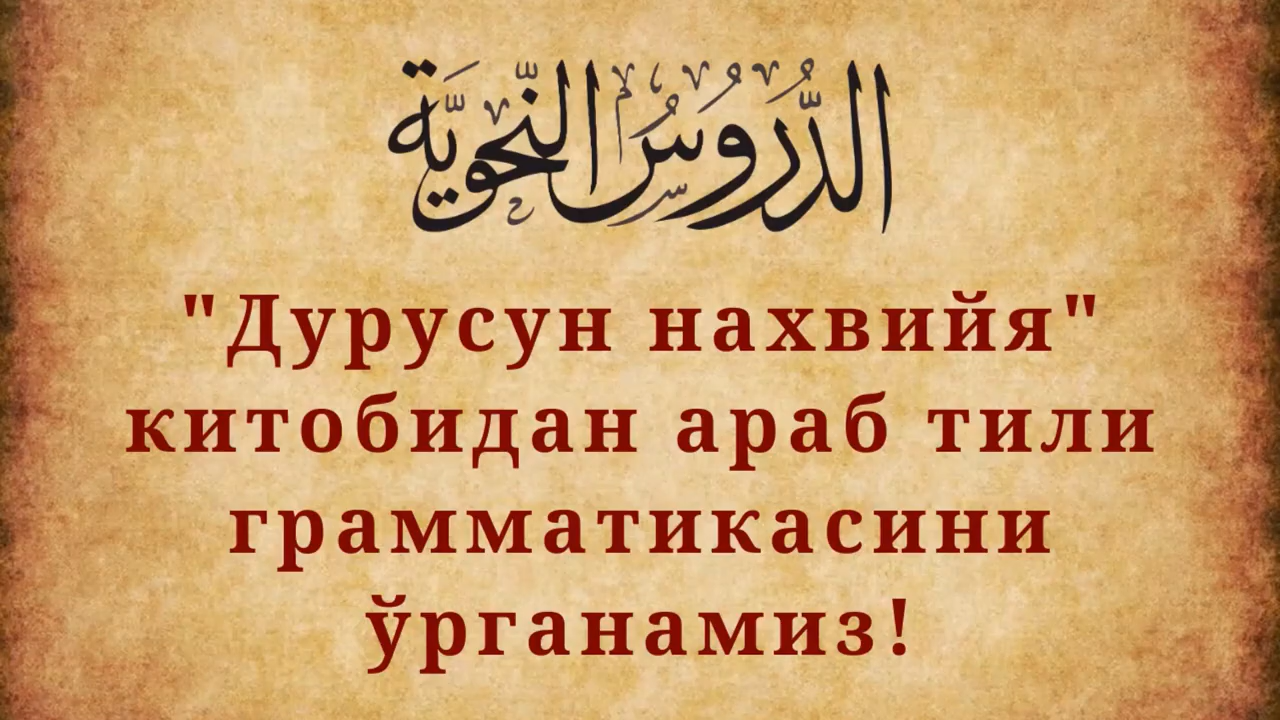 الدُّرُوسُ النَّحْوِيَّة
"Дурусун нахвийя"
китобидан араб тили
грамматикасини
ўрганамиз!